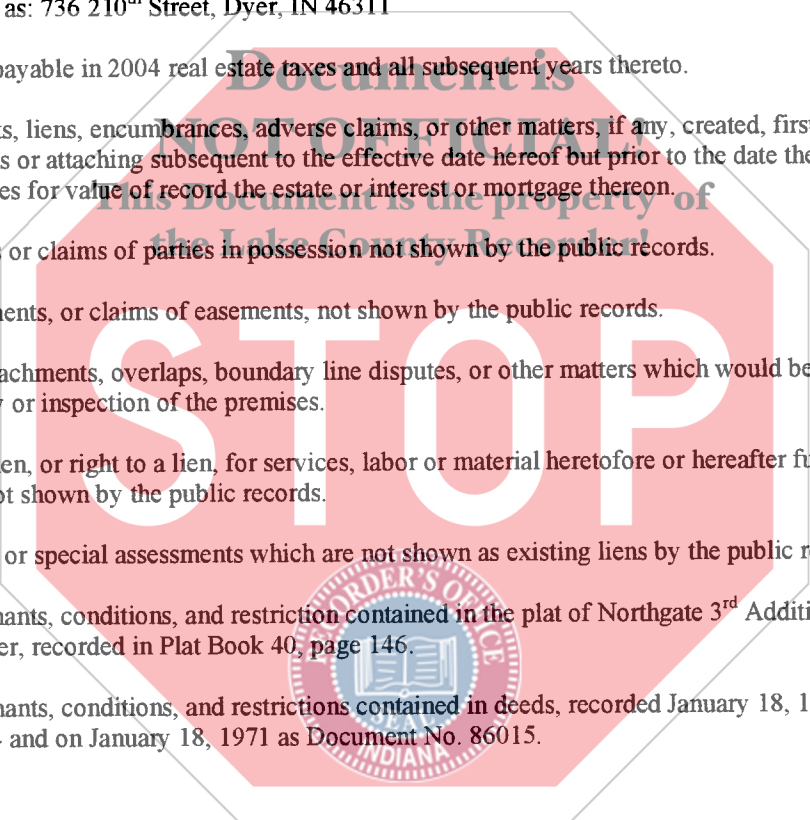 as: 736 210th Street, Dyer, IN 46311
payable in 2004 real estate taxes and all subsequent years thereto.
Document is
s, liens, encumbrances, adverse claims, or other matters, if any, created, first
NOT OFFICIAL!
s or attaching subsequent to the effective date hereof but prior to the date the
es for value of record the estate or interest or mortgage thereon.
This Document is the property of
the Lake County Recorder!
or claims of parties in possession not shown by the public records.
ents, or claims of easements, not shown by the public records.
STOP
achments, overlaps, boundary line disputes, or other matters which would be
or inspection of the premises.
en, or right to a lien, for services, labor or material heretofore or hereafter fu
ot shown by the public records.
or special assessments which are not shown as existing liens by the public r
nants, conditions, and restriction contained in the plat of Northgate 3rd Additi
er, recorded in Plat Book 40, page 146.
nants, conditions, and restrictions contained in deeds, recorded January 18, 1
and on January 18, 1971 as Document No. 86015.
RECORDER'S OFFICE
SEAL
INDIANA